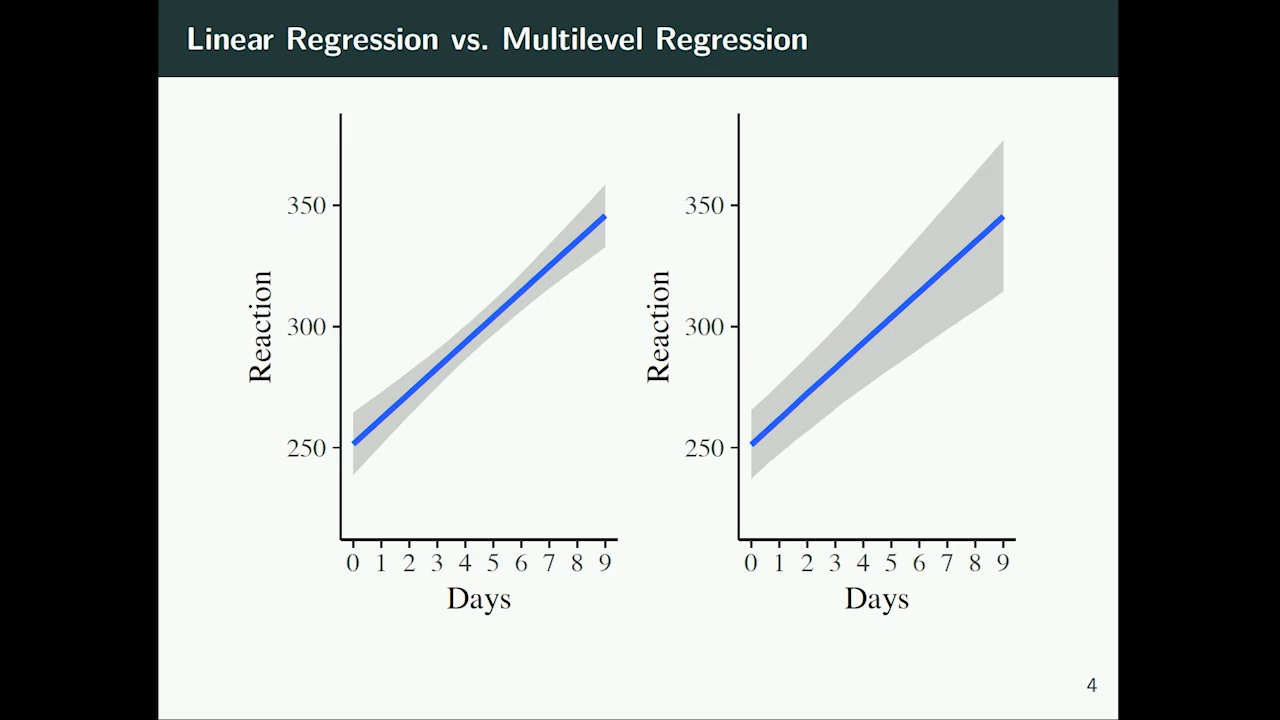 Linear Regression vs. Multilevel Regression
350
300
250
Reaction
0 1 2 3 4 5 6 7 8 9
Days
350
300
250
Reaction
0 1 2 3 4 5 6 7 8 9
Days
4